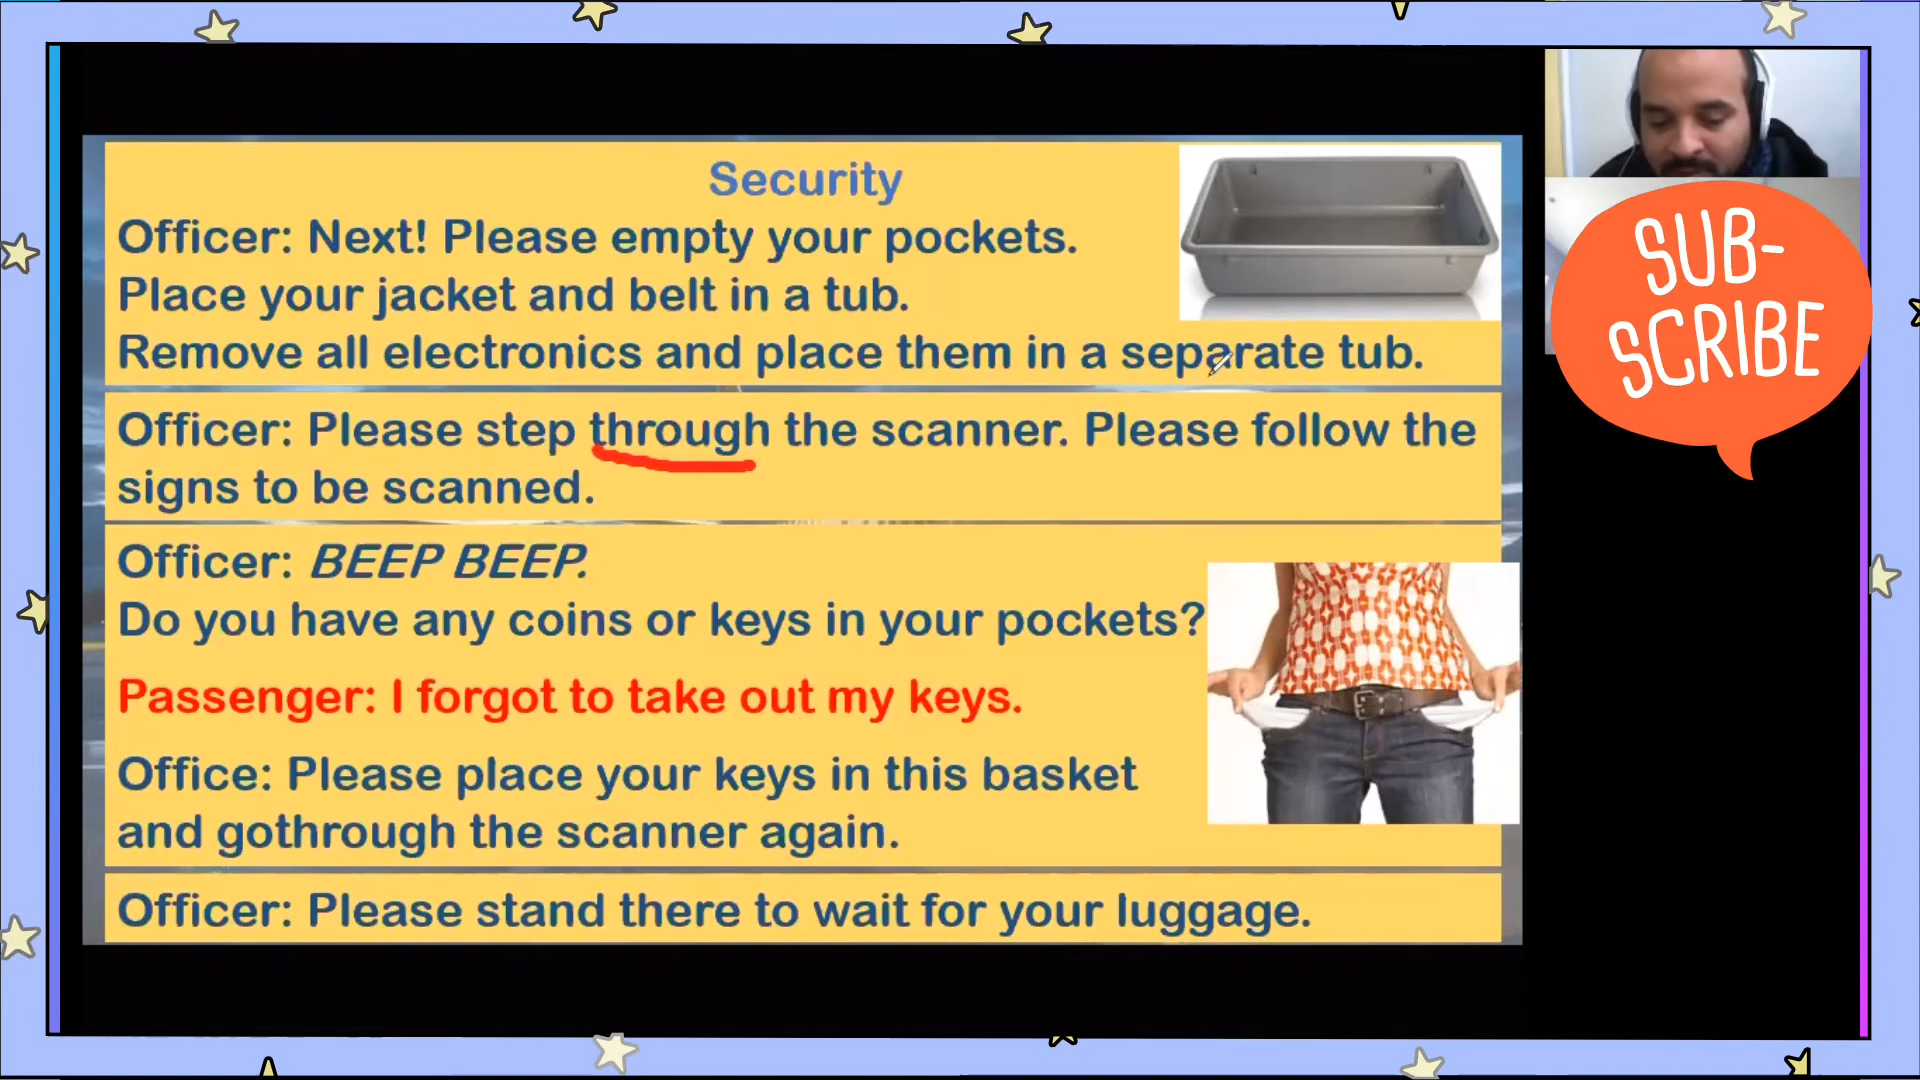 Security
Officer: Next! Please empty your pockets.
Place your jacket and belt in a tub.
Remove all electronics and place them in a separate tub.
Officer: Please step through the scanner. Please follow the
signs to be scanned.
Officer: BEEP BEEP.
Do you have any coins or keys in your pockets?
Passenger: I forgot to take out my keys.
Office: Please place your keys in this basket
and gothrough the scanner again.
Officer: Please stand there to wait for your luggage.
SUB-
SCRIBE